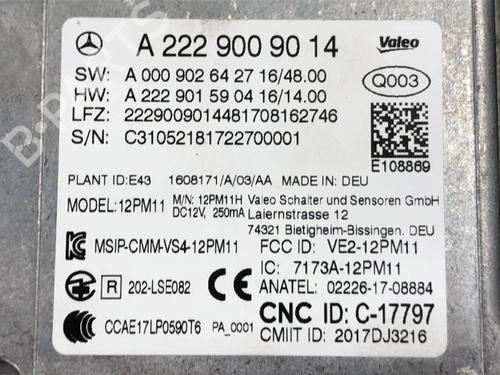 A 222 900 90 14 Valeo
SW: A 000 902 64 27 16/48.00
HW: A 222 901 59 04 16/14.00 Q003
LFZ: 2229009014481708162746
S/N: C31052181722700001
E108869
PLANT ID:E43 1608171/A/03/AA MADE IN: DEU
MODEL:12PM11 M/N: 12PM11H Valeo Schalter und Sensoren GmbH
DC12V, 250mA Laiernstrasse 12
74321 Bietigheim-Bissingen. DEU
MSIP-CMM-VS4-12PM11 FCC ID: VE2-12PM11
IC: 7173A-12PM11
R 202-LSE082 CE ANATEL: 02226-17-08884
CNC ID: C-17797
CCAE17LP0590T6 PA_0001 CMIIT ID: 2017DJ3216